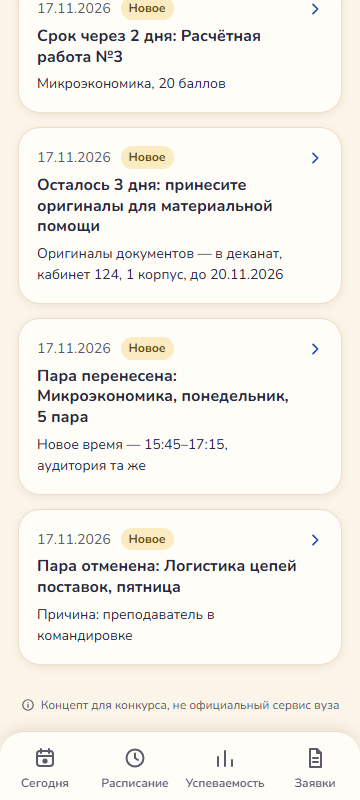 17.11.2026 Новое
Срок через 2 дня: Расчётная
работа №3
Микроэкономика, 20 баллов
17.11.2026 Новое
Осталось 3 дня: принесите
оригиналы для материальной
помощи
Оригиналы документов — в деканат,
кабинет 124, 1 корпус, до 20.11.2026
17.11.2026 Новое
Пара перенесена:
Микроэкономика, понедельник,
5 пара
Новое время — 15:45–17:15,
аудитория та же
17.11.2026 Новое
Пара отменена: Логистика цепей
поставок, пятница
Причина: преподаватель в
командировке
Концепт для конкурса, не официальный сервис вуза
Сегодня Расписание Успеваемость Заявки